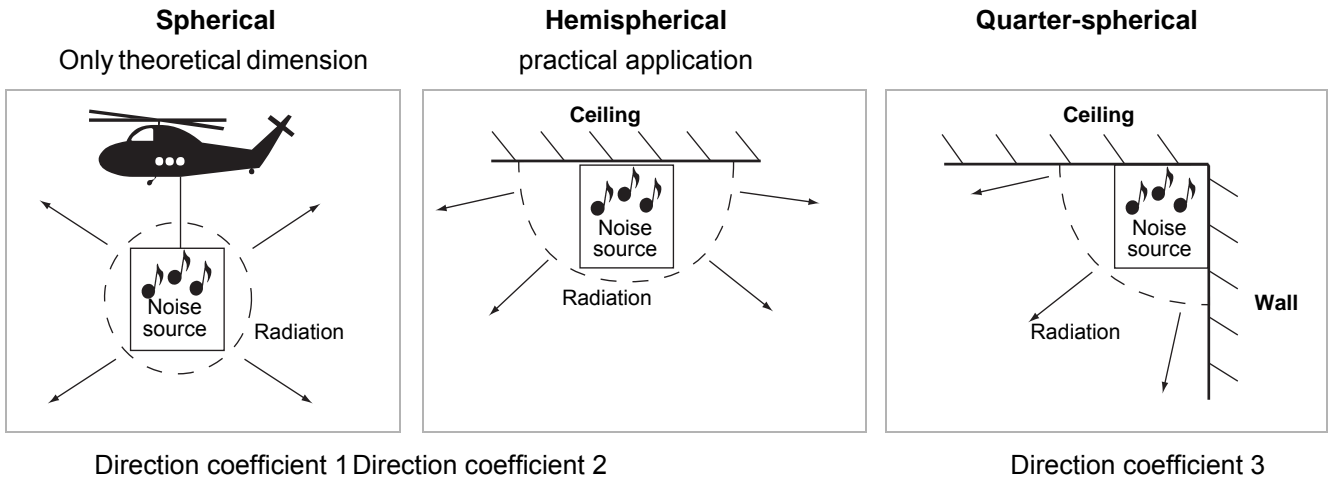 Spherical
Only theoretical dimension
Noise
source
Radiation
Direction coefficient 1
Hemispherical
practical application
Ceiling
Noise
source
Radiation
Direction coefficient 2
Quarter-spherical
Ceiling
Noise
source
Wall
Radiation
Direction coefficient 3